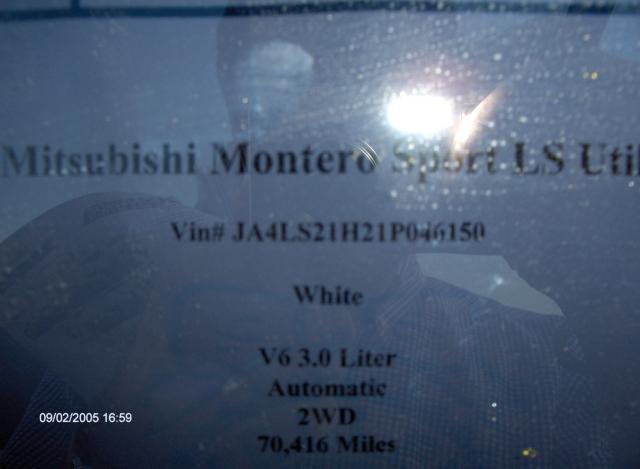 Mitsubishi Montero Sport LS Util
Vin# JA4LS21H21P046150
White
V6 3.0 Liter
Automatic
2WD
70,416 Miles
09/02/2005 16:59